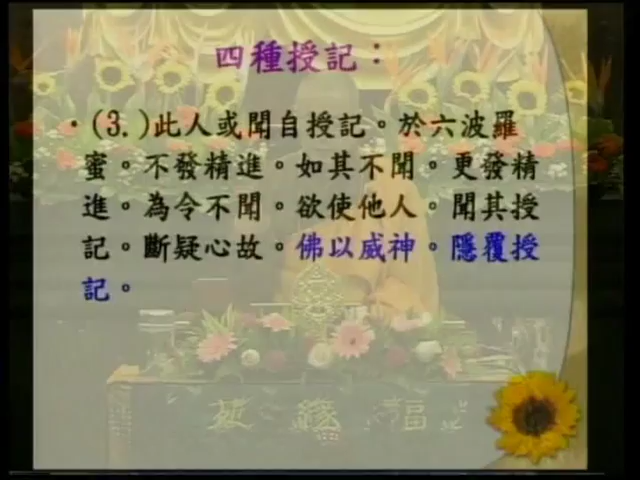 四種授記：
·(3.)此人或聞自授記。於六波羅
蜜。不發精進。如其不聞。更發精
進。為令不聞。欲使他人。聞其授
記。斷疑心故。佛以威神。隱覆授
記。
福